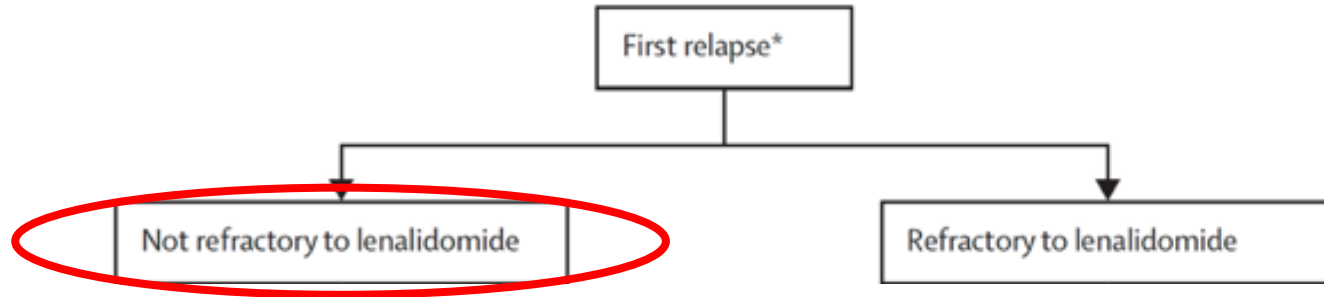 First relapse*
Not refractory to lenalidomide
Refractory to lenalidomide